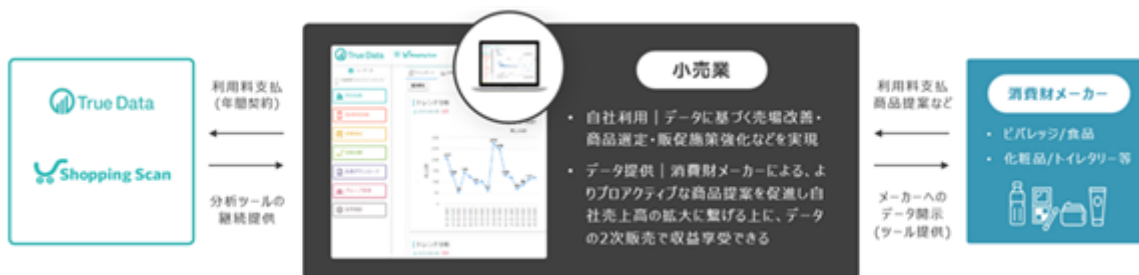 True Data
Shopping Scan
利用料支払
(年間契約)
分析ツールの
継続提供
True Data
小売業
• 自社利用｜データに基づく売場改善・
商品選定・販促施策強化などを実現
• データ提供｜消費財メーカーによる、よ
りプロアクティブな商品提案を促進し自
社売上高の拡大に繋げる上に、データ
の2次販売で収益享受できる
利用料支払
商品提案など
メーカーへの
データ開示
(ツール提供)
消費財メーカー
• ビバレッジ/食品
• 化粧品/トイレタリー等